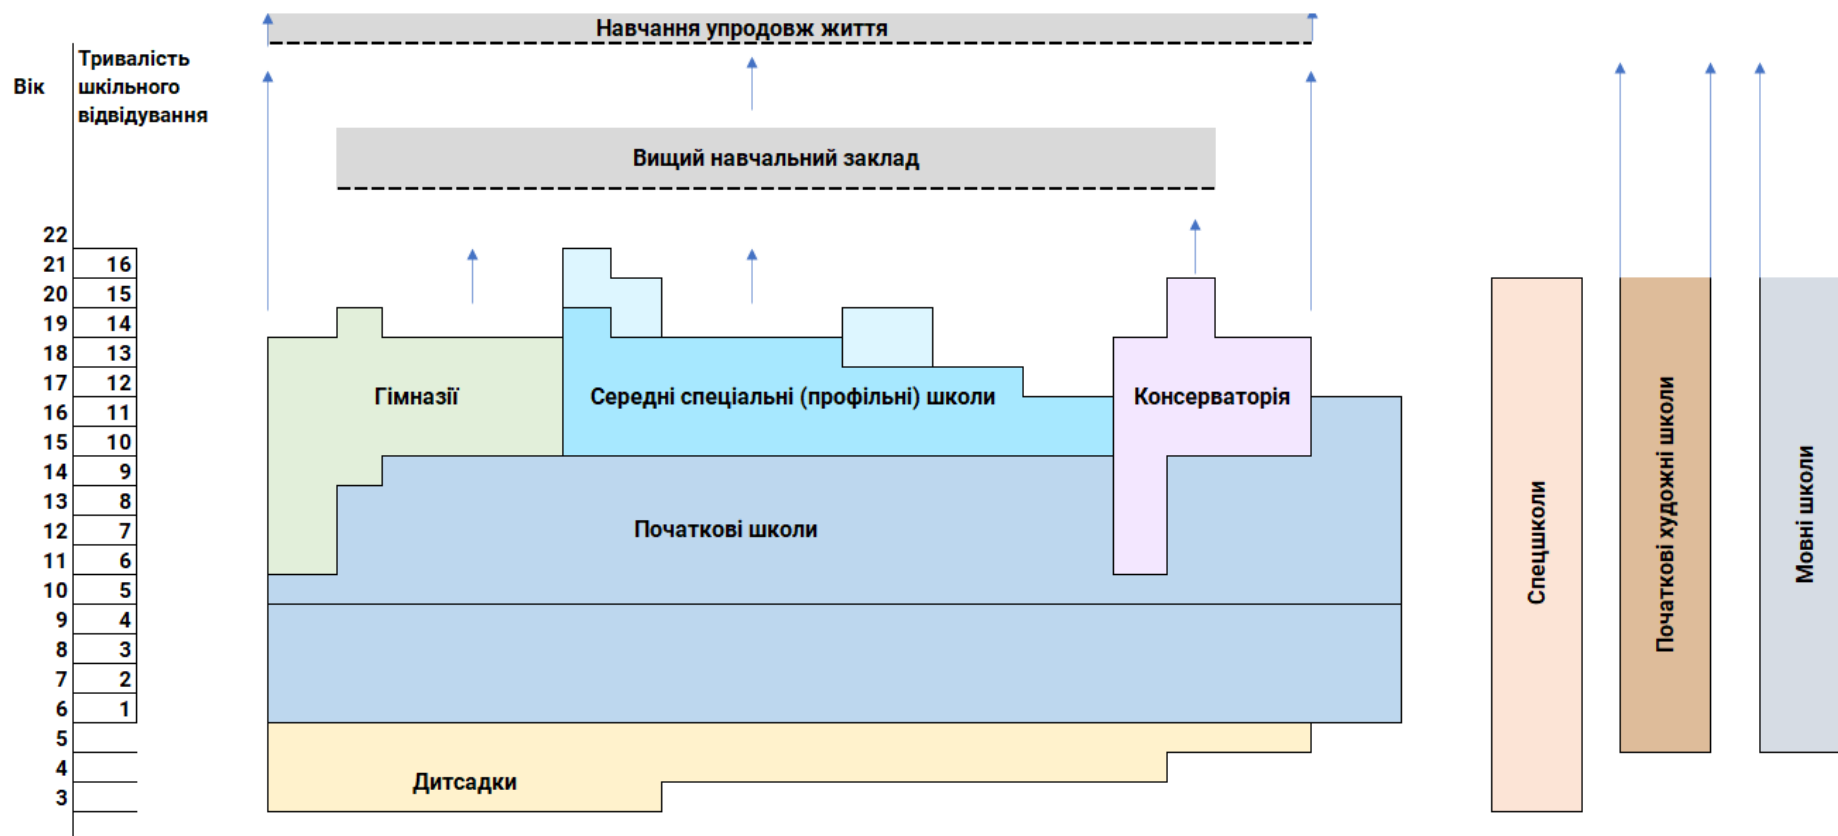 Навчання упродовж життя
Вік
Тривалість
шкільного
відвідування
Вищий навчальний заклад
22
21 16
20 15
19 14
18 13
17 12
16 11
15 10
14 9
13 8
12 7
11 6
10 5
9 4
8 3
7 2
6 1
5
4
3
Гімназії
Середні спеціальні (профільні) школи
Консерваторія
Початкові школи
Дитсадки
Спецшколи
Початкові художні школи
Мовні школи